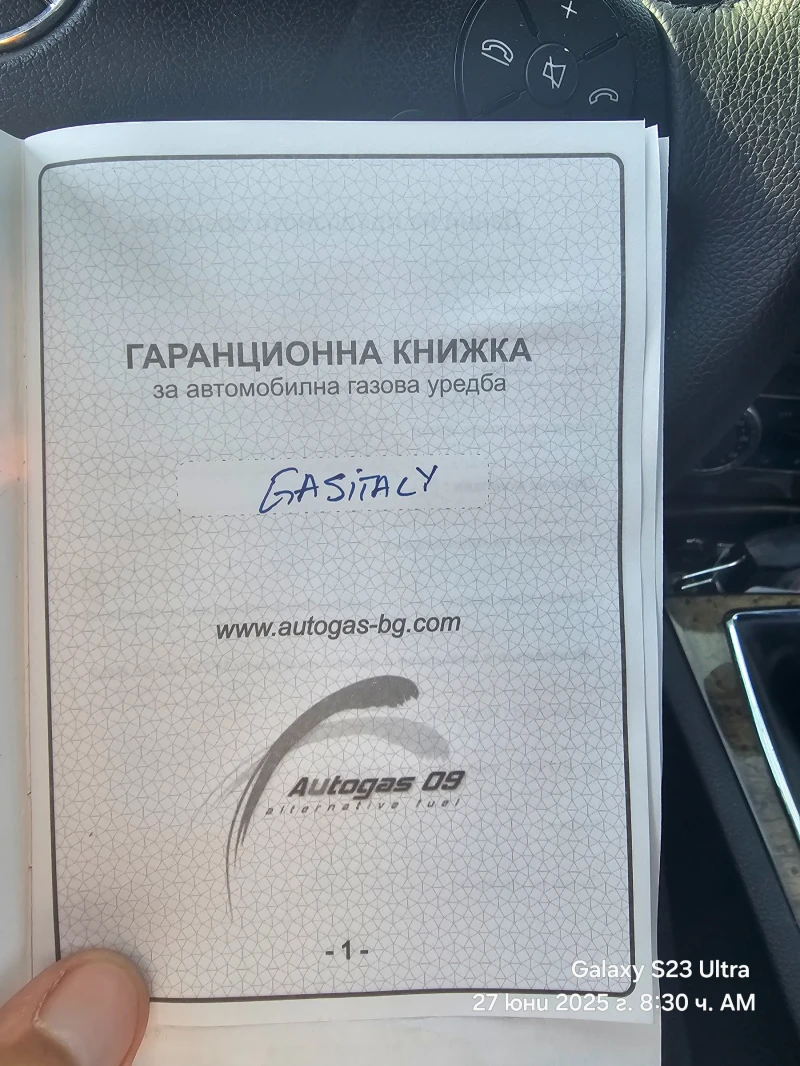 ГАРАНЦИОННА КНИЖКА
за автомобилна газова уредба
GASiTALY
www.autogas-bg.com
Autogas 09
alternative fuel
- 1 -
Galaxy S23 Ultra
27 юни 2025 г. 8:30 ч. AM